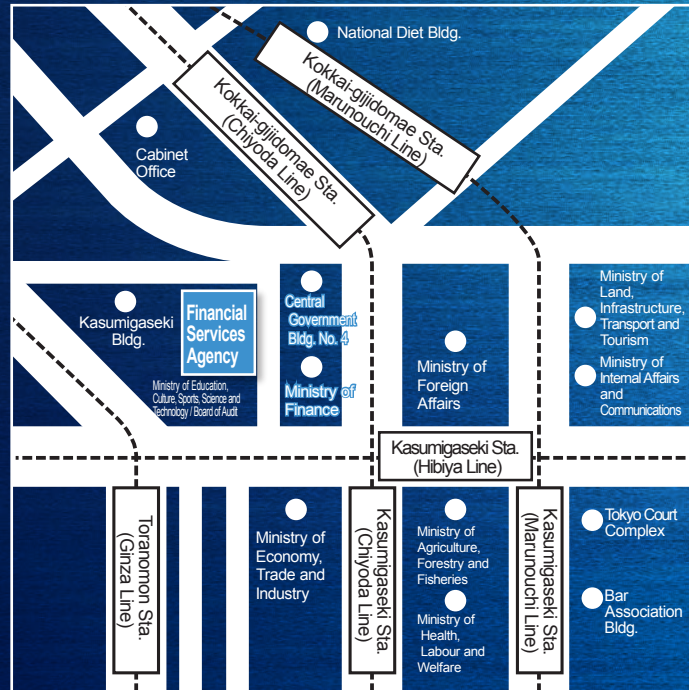 National Diet Bldg.
Kokkai-gijidomae Sta.
(Marunouchi Line)
Kokkai-gijidomae Sta.
(Chiyoda Line)
Cabinet
Office
Kasumigaseki
Bldg.
Financial
Services
Agency
Ministry of Education,
Culture, Sports, Science and
Technology / Board of Audit
Central
Government
Bldg. No. 4
Ministry of
Finance
Ministry of
Foreign
Affairs
Ministry of
Land,
Infrastructure,
Transport and
Tourism
Ministry of
Internal Affairs
and
Communications
Kasumigaseki Sta.
(Hibiya Line)
Toranomon Sta.
(Ginza Line)
Ministry of
Economy,
Trade and
Industry
Kasumigaseki Sta.
(Chiyoda Line)
Ministry of
Agriculture,
Forestry and
Fisheries
Ministry of
Health,
Labour and
Welfare
Kasumigaseki Sta.
(Marunouchi Line)
Tokyo Court
Complex
Bar
Association
Bldg.